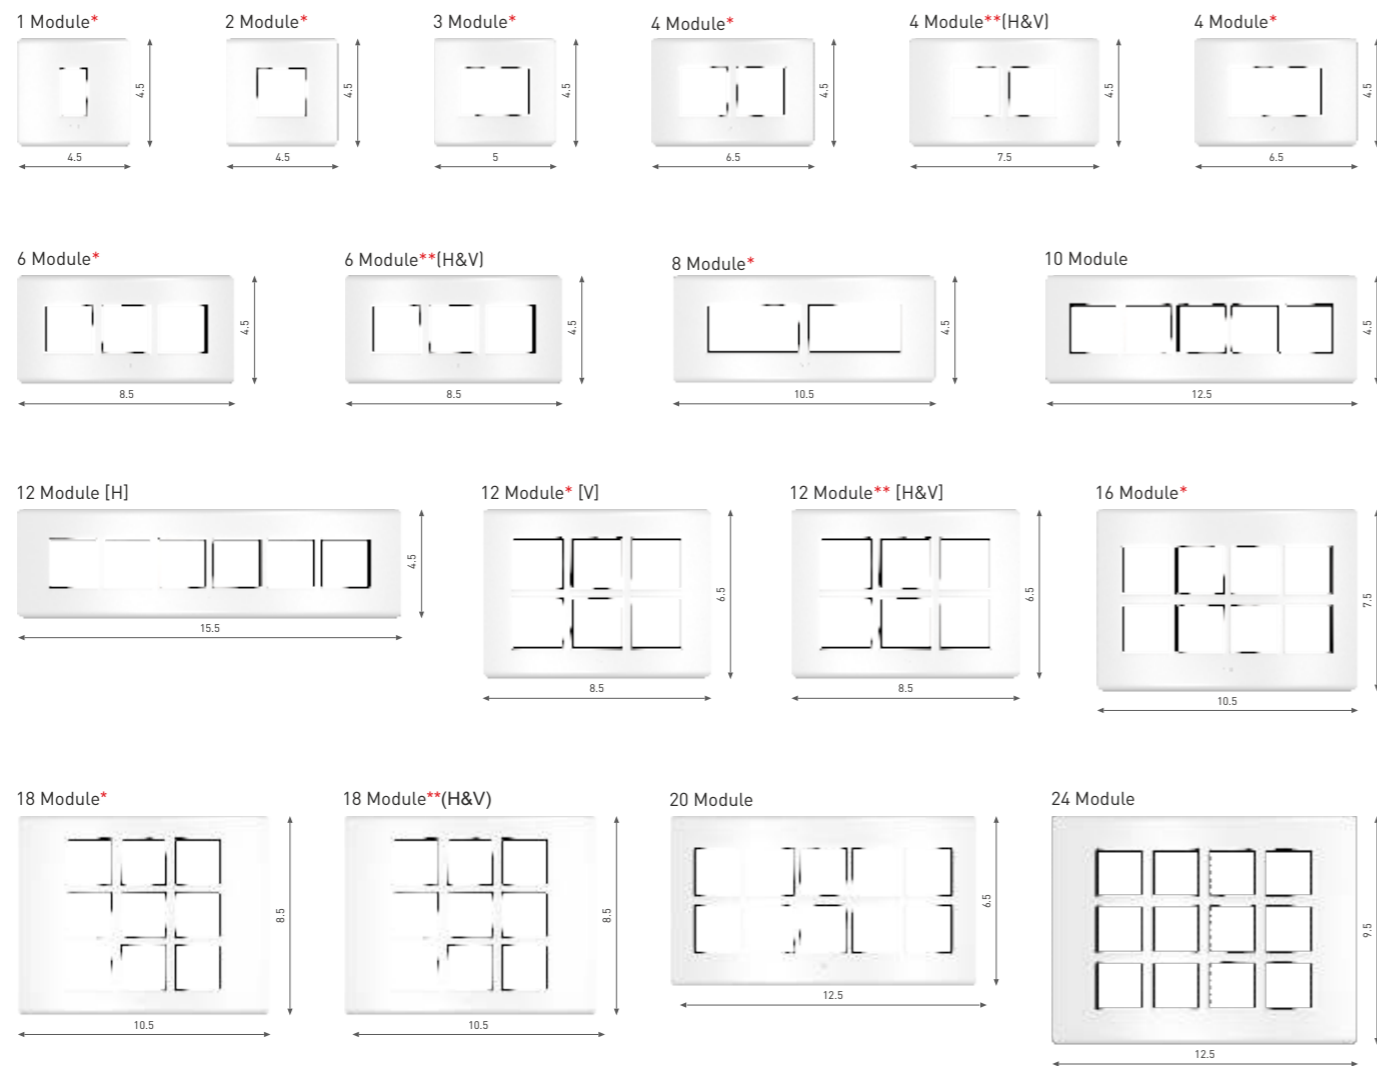 1 Module*
2 Module*
3 Module*
4 Module*
4 Module**(H&V)
4 Module*
4.5
4.5
4.5
4.5
4.5
4.5
4.5
4.5
5
6.5
7.5
6.5
6 Module*
6 Module**(H&V)
8 Module*
10 Module
4.5
4.5
4.5
4.5
8.5
8.5
10.5
12.5
12 Module [H]
12 Module* [V]
12 Module** [H&V]
16 Module*
4.5
6.5
6.5
7.5
15.5
8.5
8.5
10.5
18 Module*
18 Module**(H&V)
20 Module
24 Module
8.5
8.5
6.5
9.5
10.5
10.5
12.5
12.5